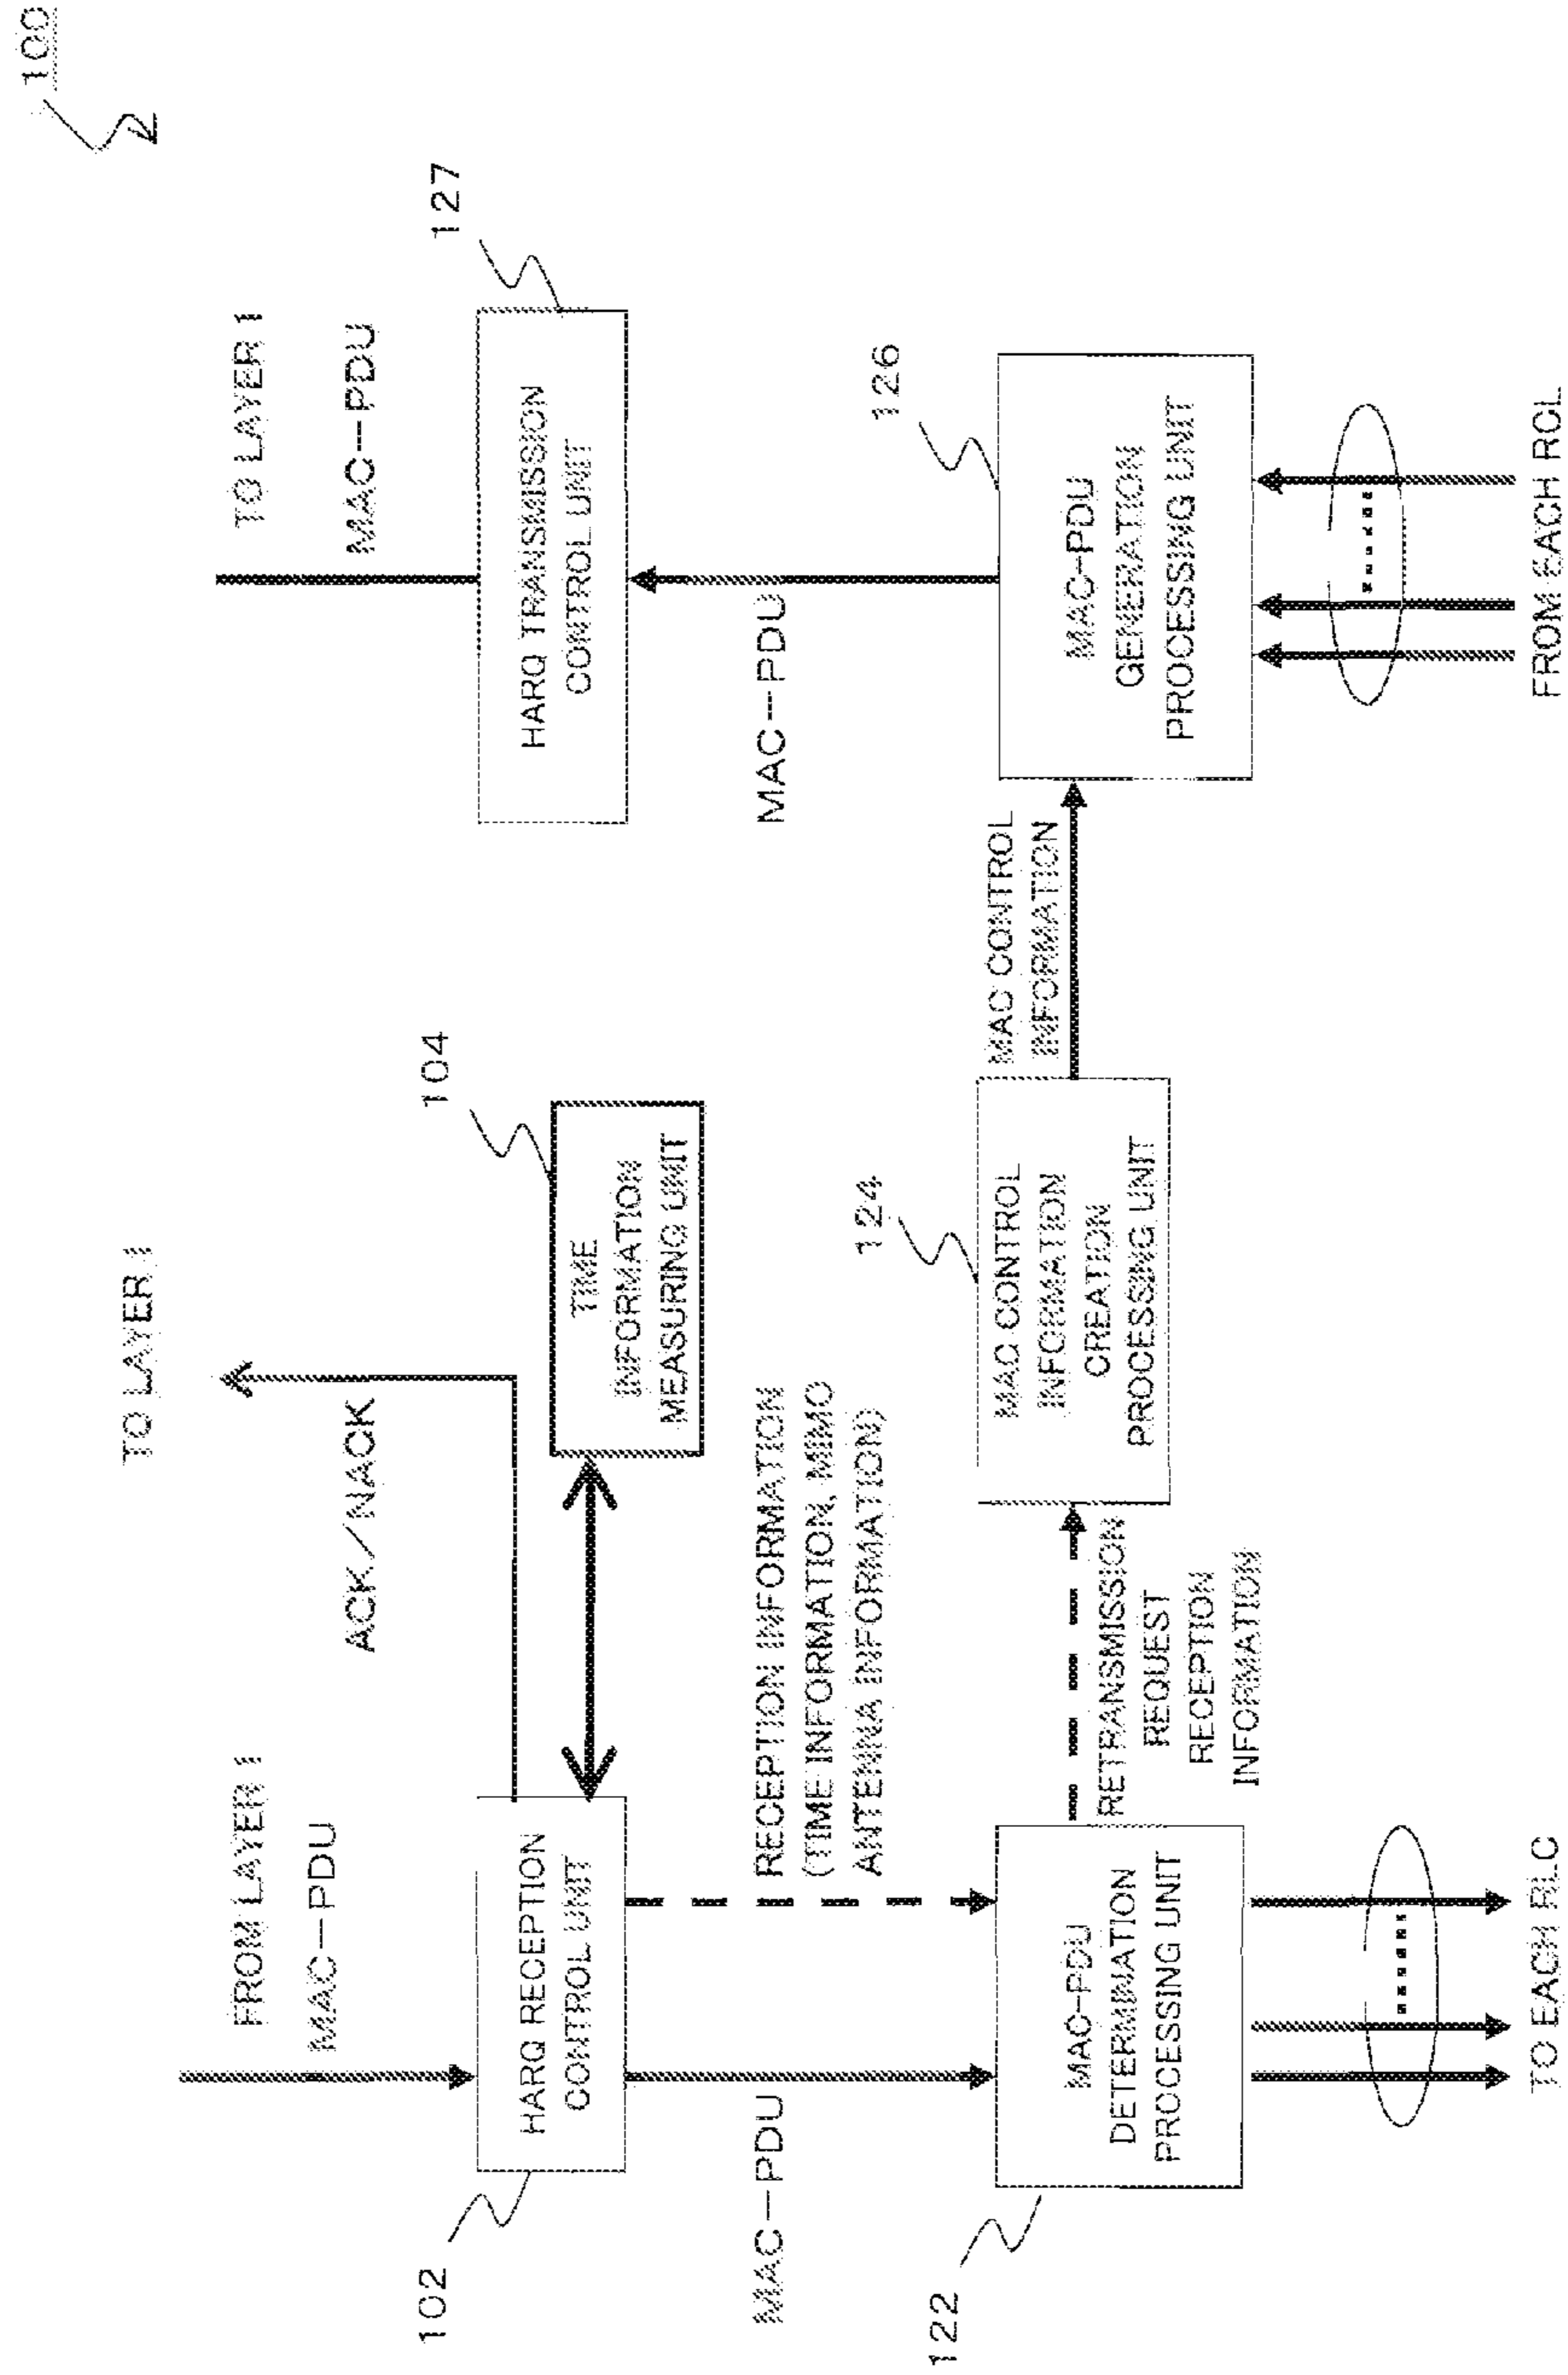 100
FROM LAYER 1
MAC-PDU
TO LAYER 1
ACK/NACK
TO LAYER 1
MAC-PDU
102
HARQ RECEPTION
CONTROL UNIT
104
TIME
INFORMATION
MEASURING UNIT
127
HARQ TRANSMISSION
CONTROL UNIT
MAC-PDU
RECEPTION INFORMATION
(TIME INFORMATION, MIMO
ANTENNA INFORMATION)
MAC-PDU
122
MAC-PDU
DETERMINATION
PROCESSING UNIT
RETRANSMISSION
REQUEST
RECEPTION
INFORMATION
124
MAC CONTROL
INFORMATION
CREATION
PROCESSING UNIT
MAC CONTROL
INFORMATION
126
MAC-PDU
GENERATION
PROCESSING UNIT
TO EACH RLC
FROM EACH RCL